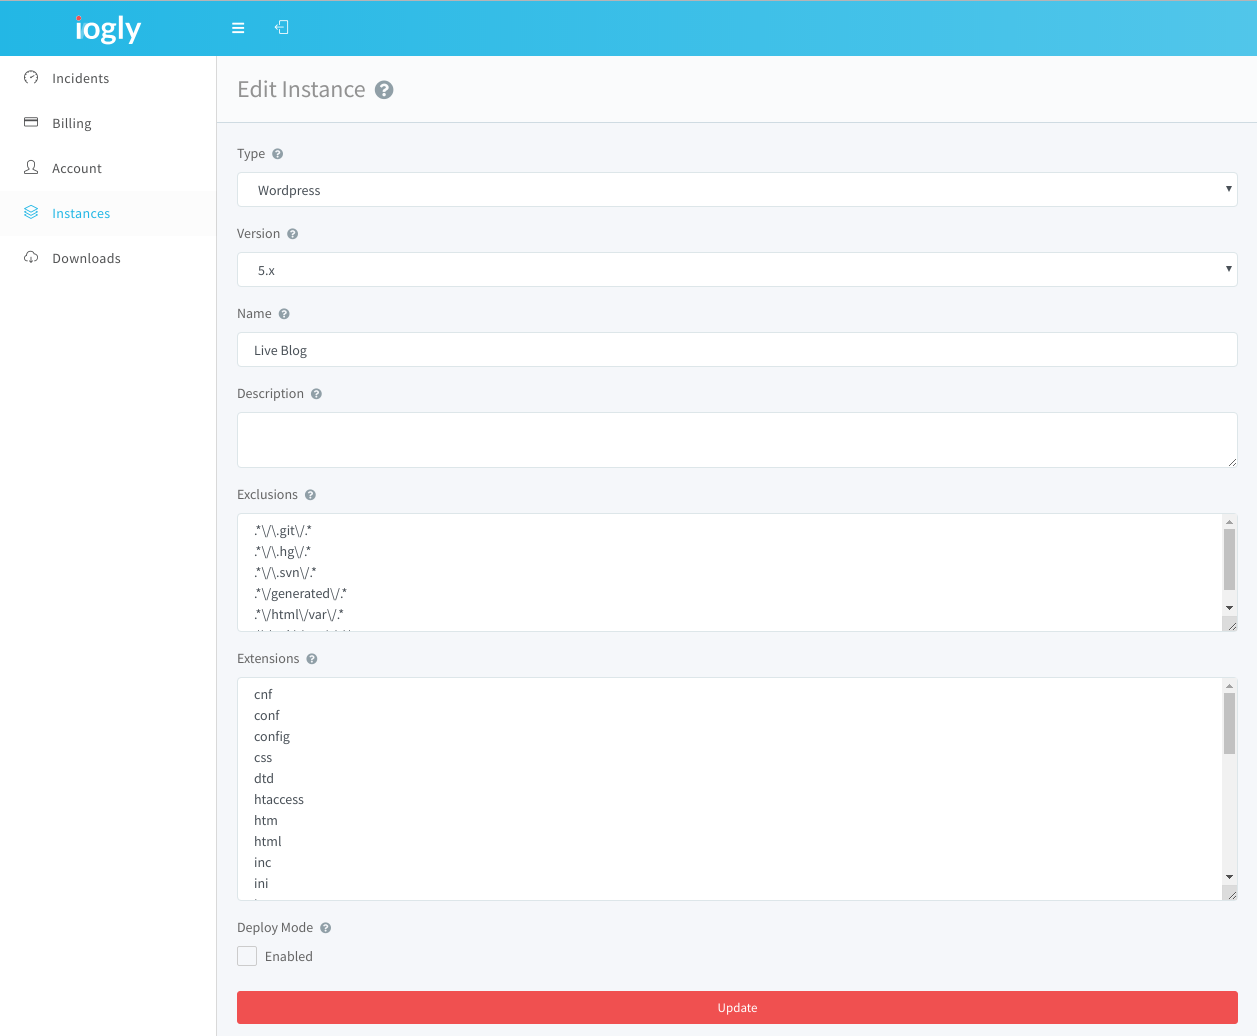 iogly
Incidents
Billing
Account
Instances
Downloads
Edit Instance
Type
Wordpress
Version
5.x
Name
Live Blog
Description
Exclusions
.*\/\.git\/.*
.*\/\.hg\/.*
.*\/\.svn\/.*
.*\/generated\/.*
.*\/html\/var\/.*
Extensions
cnf
conf
config
css
dtd
htaccess
htm
html
inc
ini
Deploy Mode
Enabled
Update